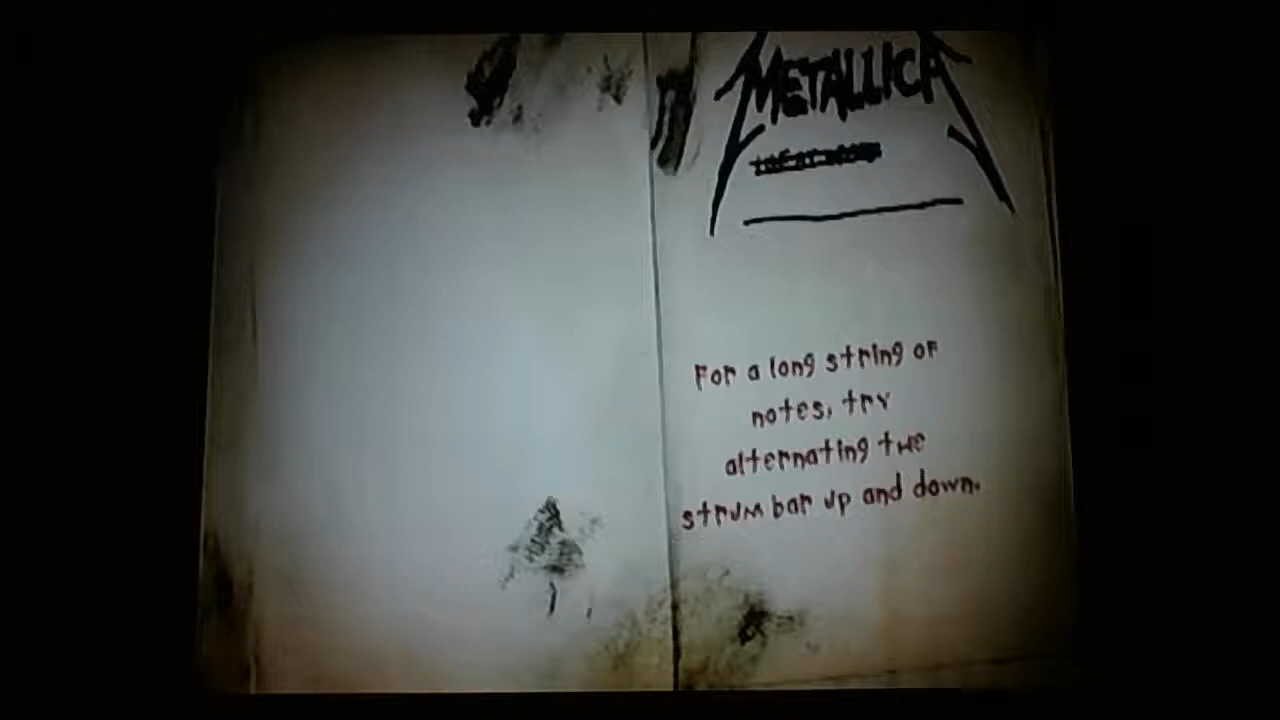 METALLICA
For a long string of
notes, try
alternating the
strum bar up and down.